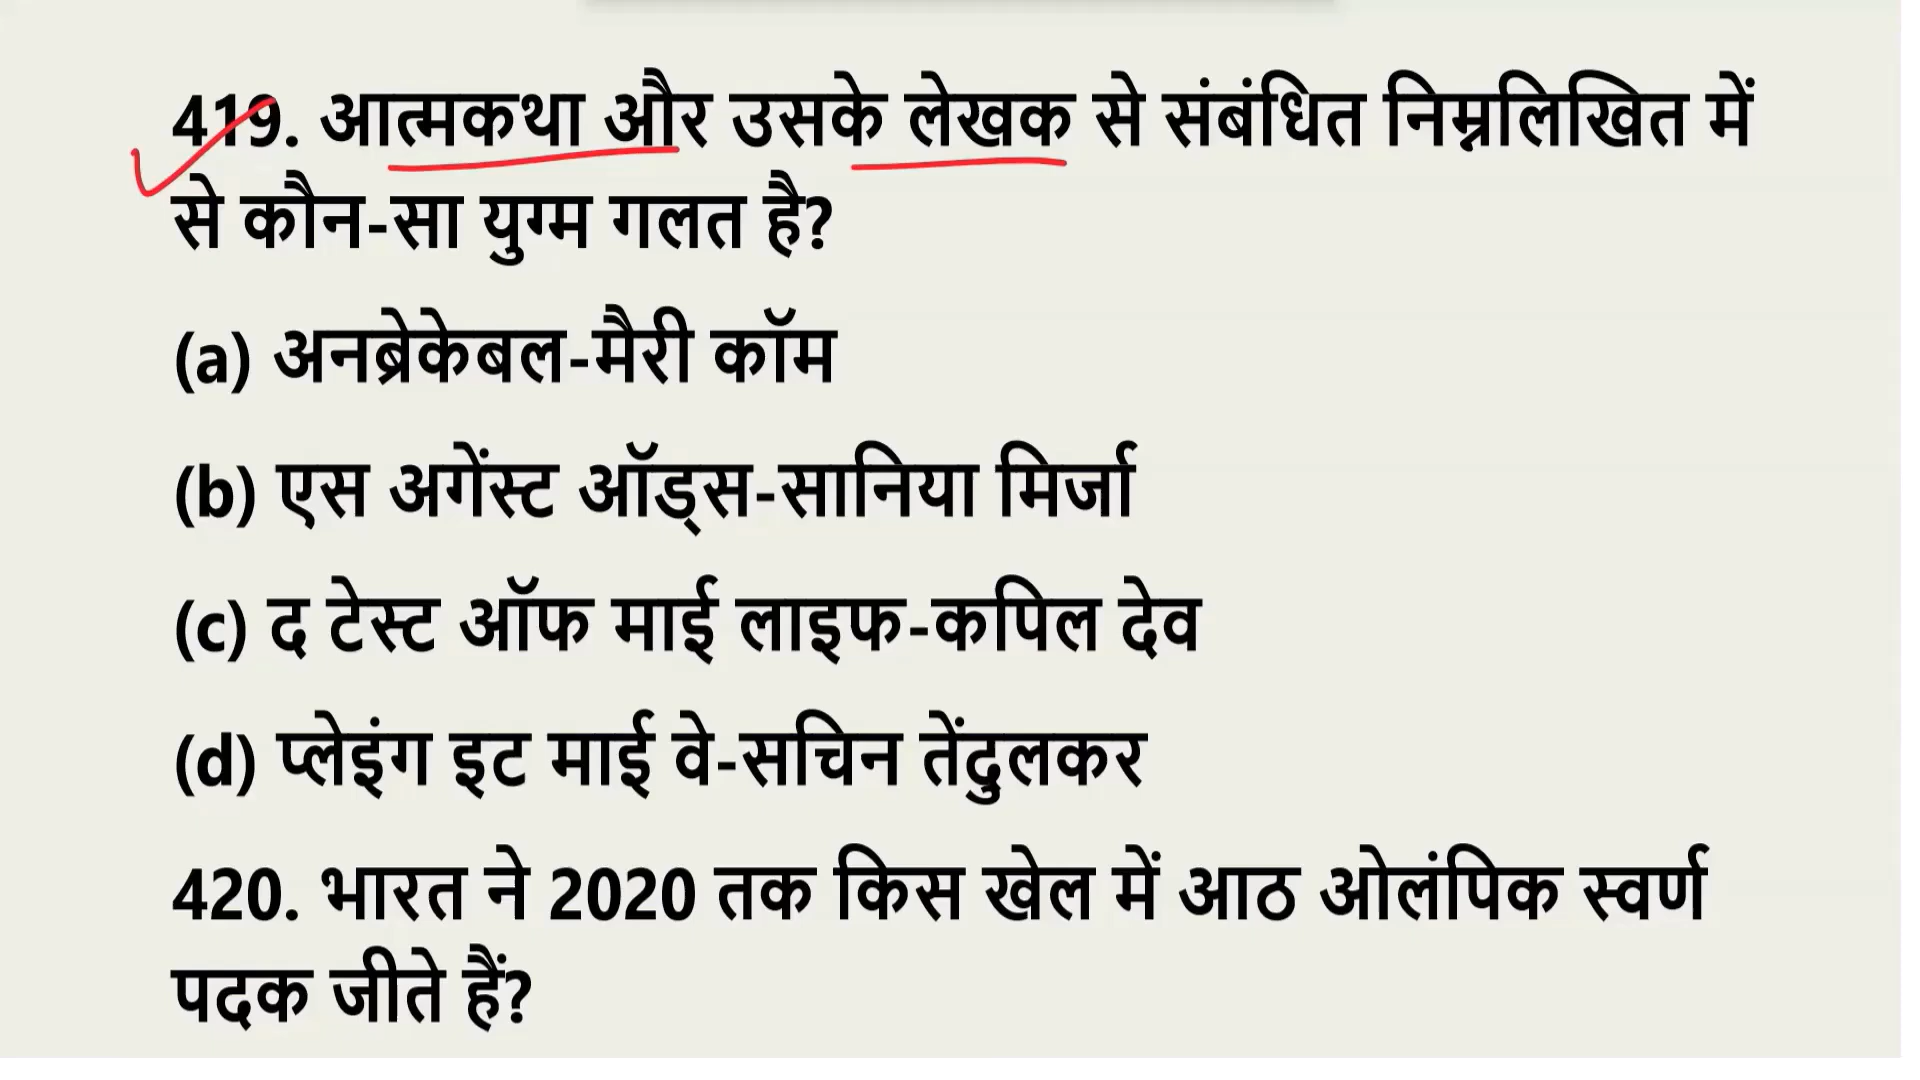 419. आत्मकथा और उसके लेखक से संबंधित निम्नलिखित में
से कौन-सा युग्म गलत है?
(a) अनब्रेकेबल-मैरी कॉम
(b) एस अगेंस्ट ऑड्स-सानिया मिर्जा
(c) द टेस्ट ऑफ माई लाइफ-कपिल देव
(d) प्लेइंग इट माई वे-सचिन तेंदुलकर
420. भारत ने 2020 तक किस खेल में आठ ओलंपिक स्वर्ण
पदक जीते हैं?